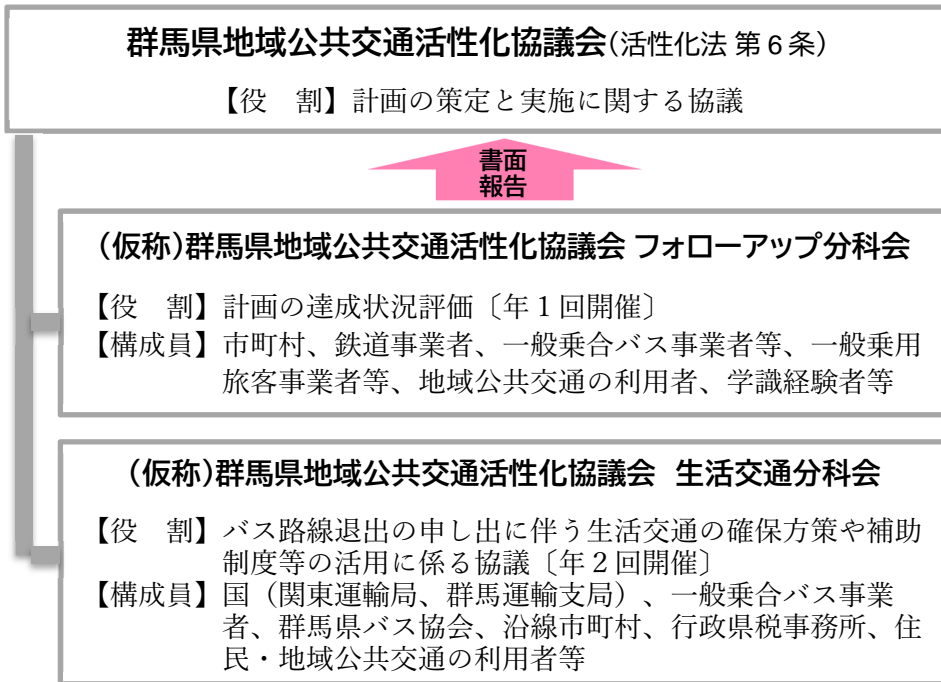 群馬県地域公共交通活性化協議会(活性化法 第6条)
【役　割】計画の策定と実施に関する協議
書面
報告
（仮称）群馬県地域公共交通活性化協議会 フォローアップ分科会
【役　割】計画の達成状況評価〔年１回開催〕
【構成員】市町村、鉄道事業者、一般乗合バス事業者等、一般乗用
旅客事業者等、地域公共交通の利用者、学識経験者等
（仮称）群馬県地域公共交通活性化協議会 生活交通分科会
【役　割】バス路線退出の申し出に伴う生活交通の確保方策や補助
制度等の活用に係る協議〔年２回開催〕
【構成員】国（関東運輸局、群馬運輸支局）、一般乗合バス事業
者、群馬県バス協会、沿線市町村、行政県税事務所、住
民・地域公共交通の利用者等